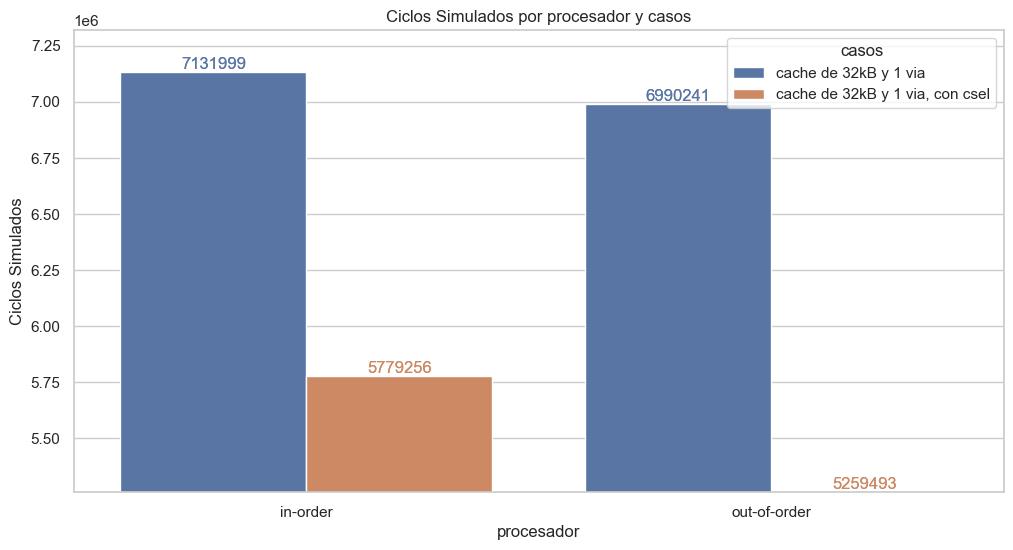 Ciclos Simulados por procesador y casos
1e6
7.25
7.00
6.75
6.50
6.25
6.00
5.75
5.50
Ciclos Simulados
7131999
5779256
6990241
5259493
casos
cache de 32kB y 1 via
cache de 32kB y 1 via, con csel
in-order
out-of-order
procesador